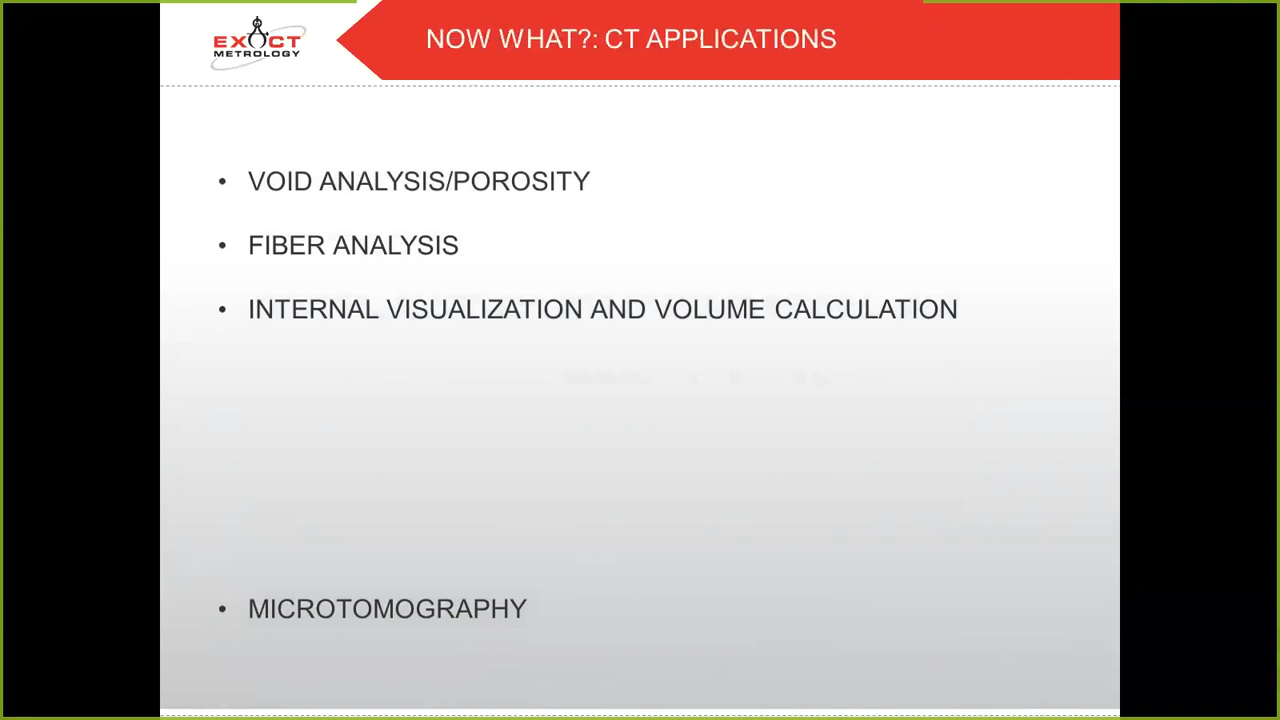 EXACT
METROLOGY
NOW WHAT?: CT APPLICATIONS
• VOID ANALYSIS/POROSITY
• FIBER ANALYSIS
• INTERNAL VISUALIZATION AND VOLUME CALCULATION
• MICROTOMOGRAPHY